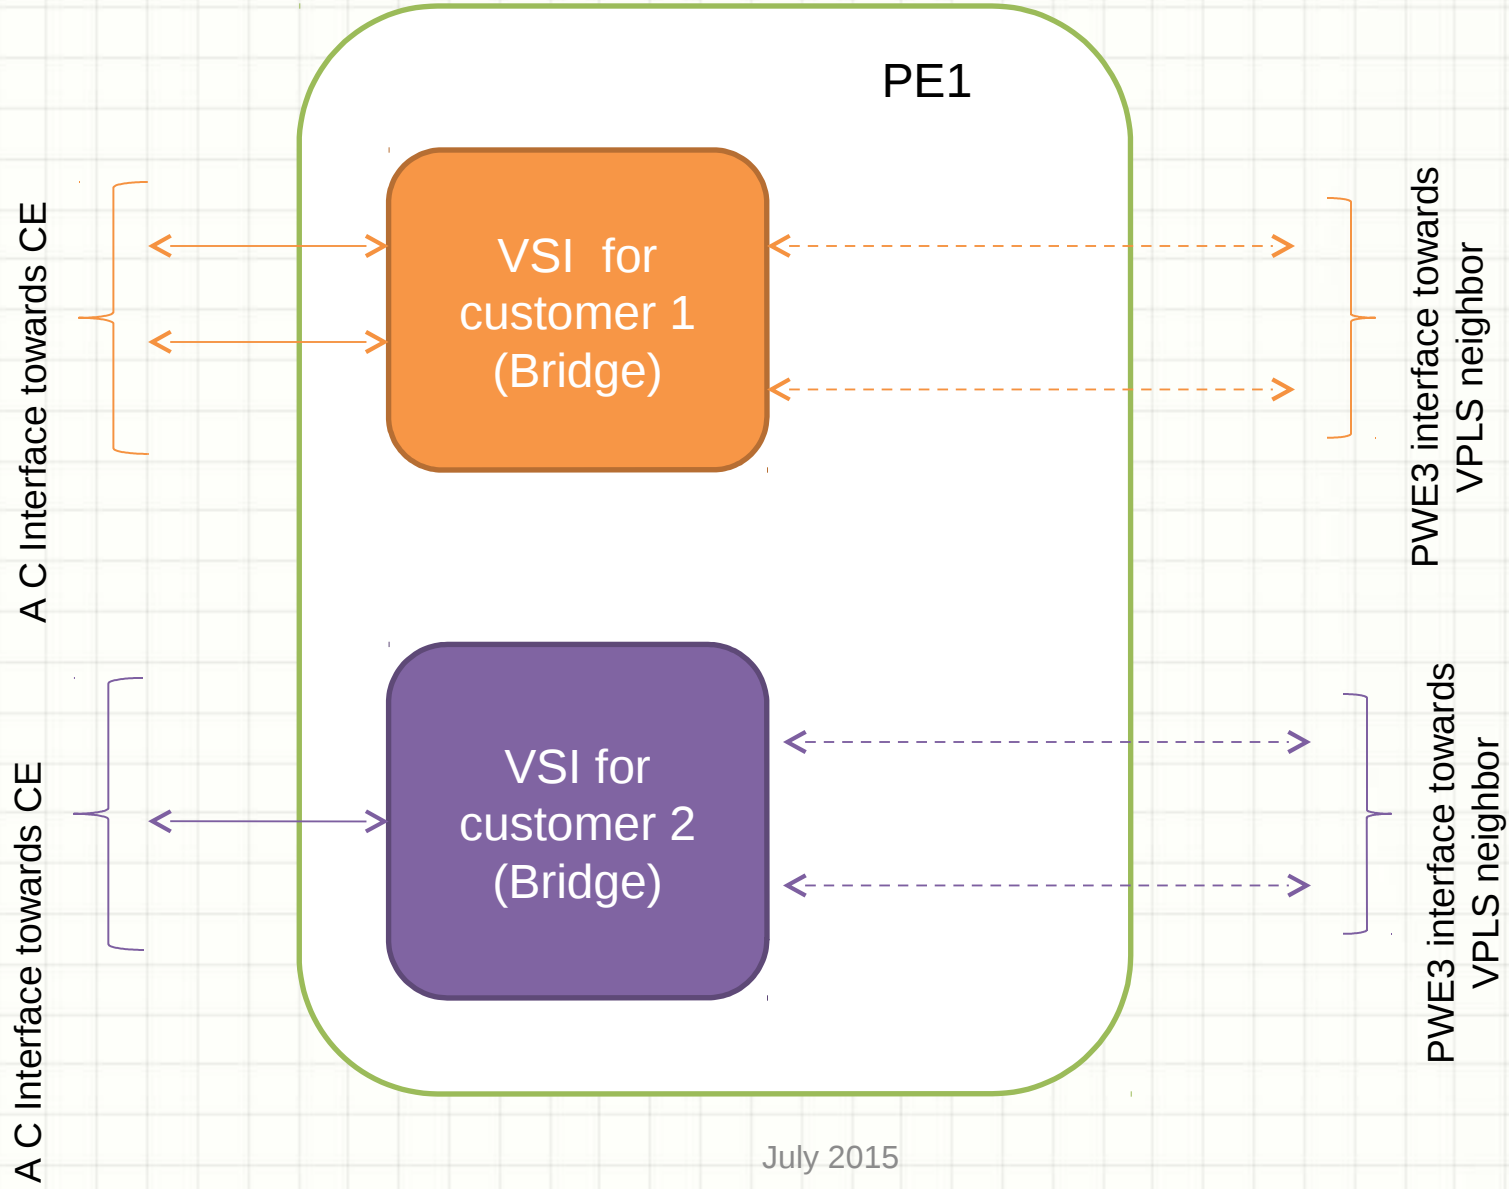 PE1
A C Interface towards CE
VSI  for
customer 1
(Bridge)
PWE3 interface towards
VPLS neighbor
A C Interface towards CE
VSI for
customer 2
(Bridge)
PWE3 interface towards
VPLS neighbor
July 2015